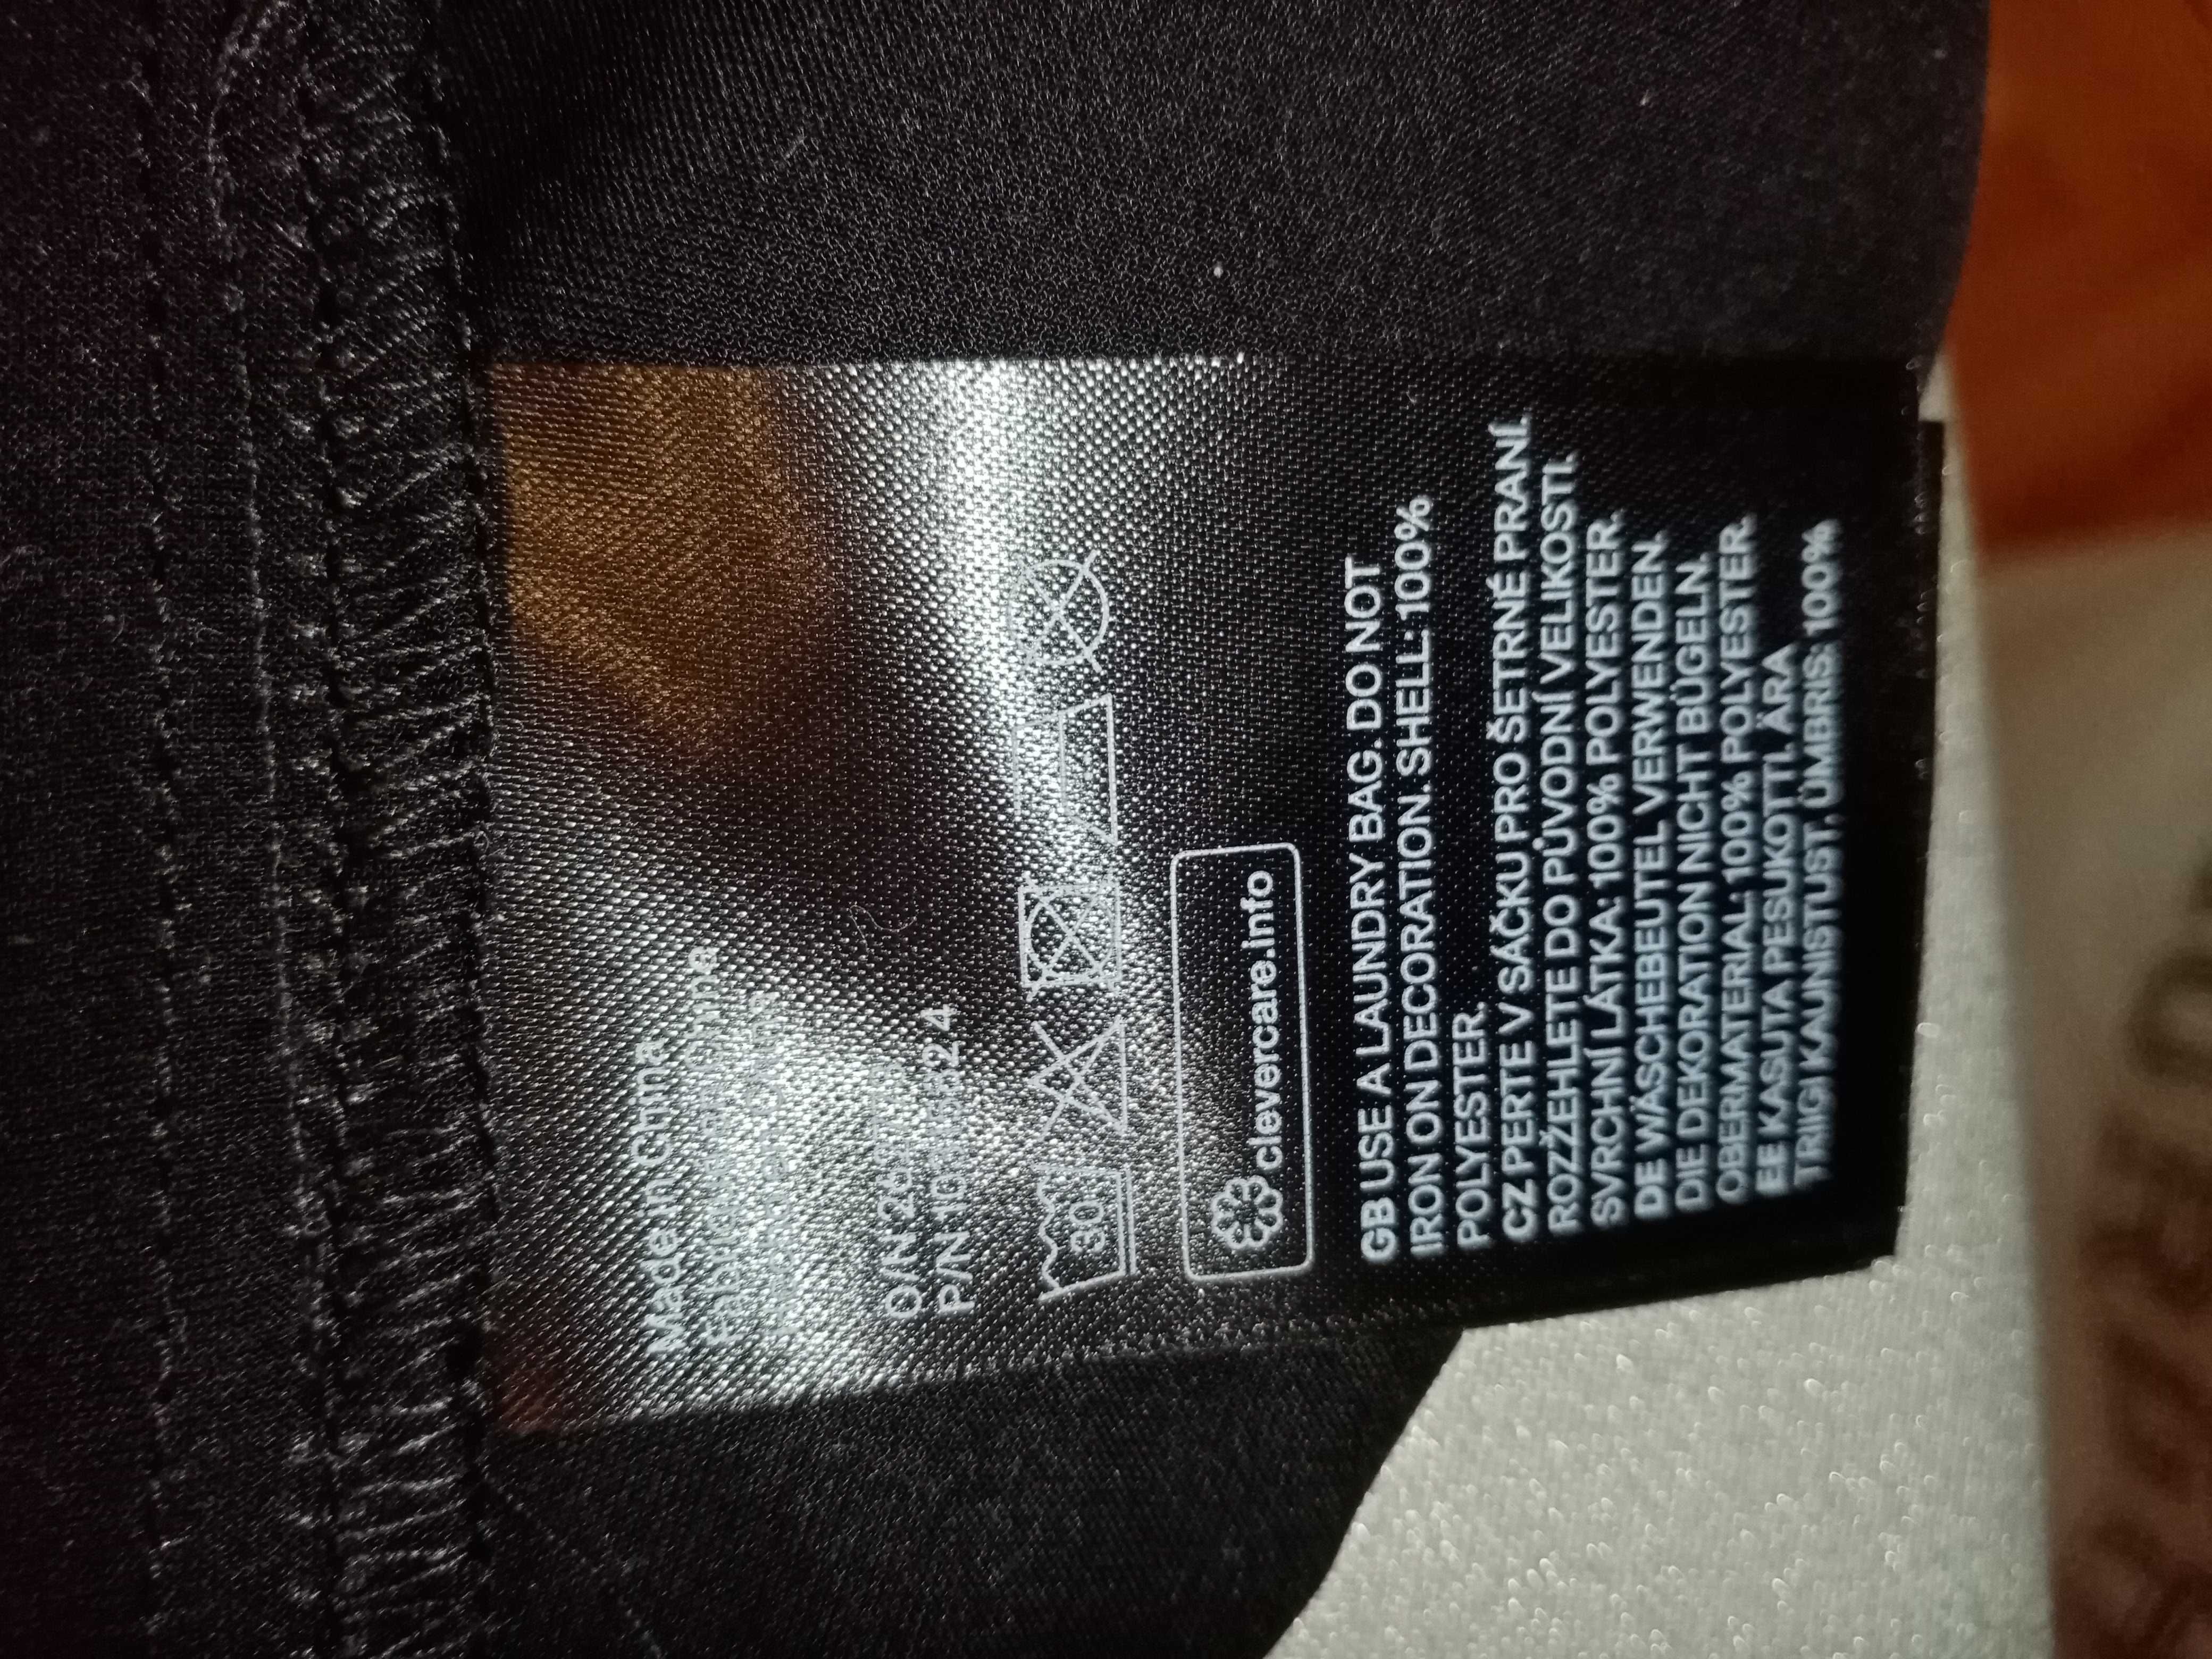 Made in China
O/N
P/N
30
clevercare.info
GB USE A LAUNDRY BAG. DO NOT
IRON ON DECORATION. SHELL: 100%
POLYESTER.
CZ PERTE V SÁČKU PRO ŠETRNÉ PRANÍ.
ROZŽEHLETE DO PŮVODNÍ VELIKOSTI.
SVRCHNÍ LÁTKA: 100% POLYESTER.
DE WÄSCHEBEUTEL VERWENDEN.
DIE DEKORATION NICHT BÜGELN.
OBERMATERIAL: 100% POLYESTER.
EE KASUTA PESUKOTTI. ÄRA
TRIIGI KAUNISTUST. ÜMBRIS: 100%